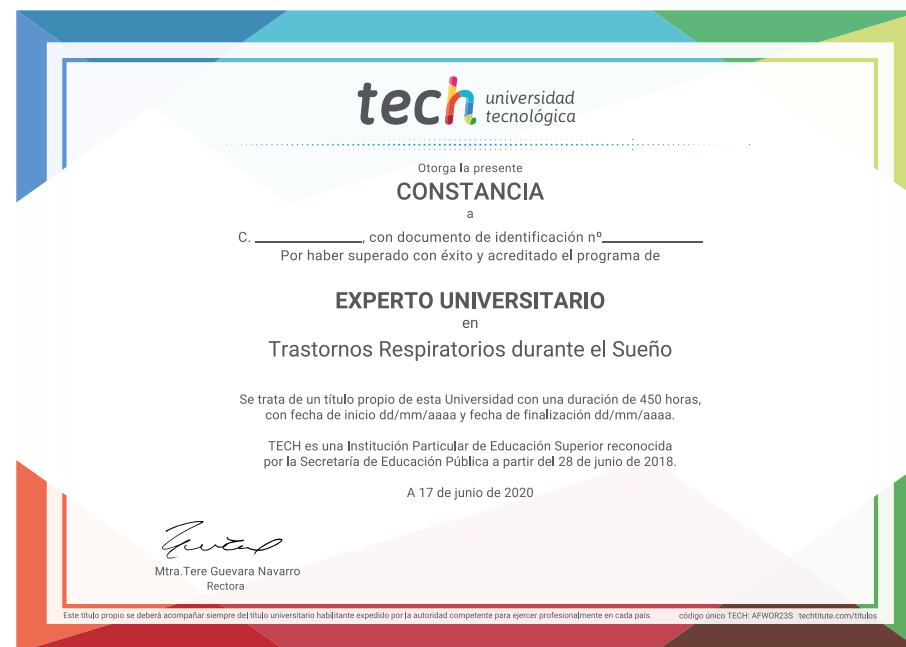 tech universidad
tecnológica
Otorga la presente
CONSTANCIA
a
C. ____________, con documento de identificación nº____________
Por haber superado con éxito y acreditado el programa de
EXPERTO UNIVERSITARIO
en
Trastornos Respiratorios durante el Sueño
Se trata de un título propio de esta Universidad con una duración de 450 horas,
con fecha de inicio dd/mm/aaaa y fecha de finalización dd/mm/aaaa.
TECH es una Institución Particular de Educación Superior reconocida
por la Secretaría de Educación Pública a partir del 28 de junio de 2018.
A 17 de junio de 2020
Mtra.Tere Guevara Navarro
Rectora
Este título propio se deberá acompañar siempre del título universitario habilitante expedido por la autoridad competente para ejercer profesionalmente en cada país. código único TECH: AFWOR23S techtitute.com/titulos